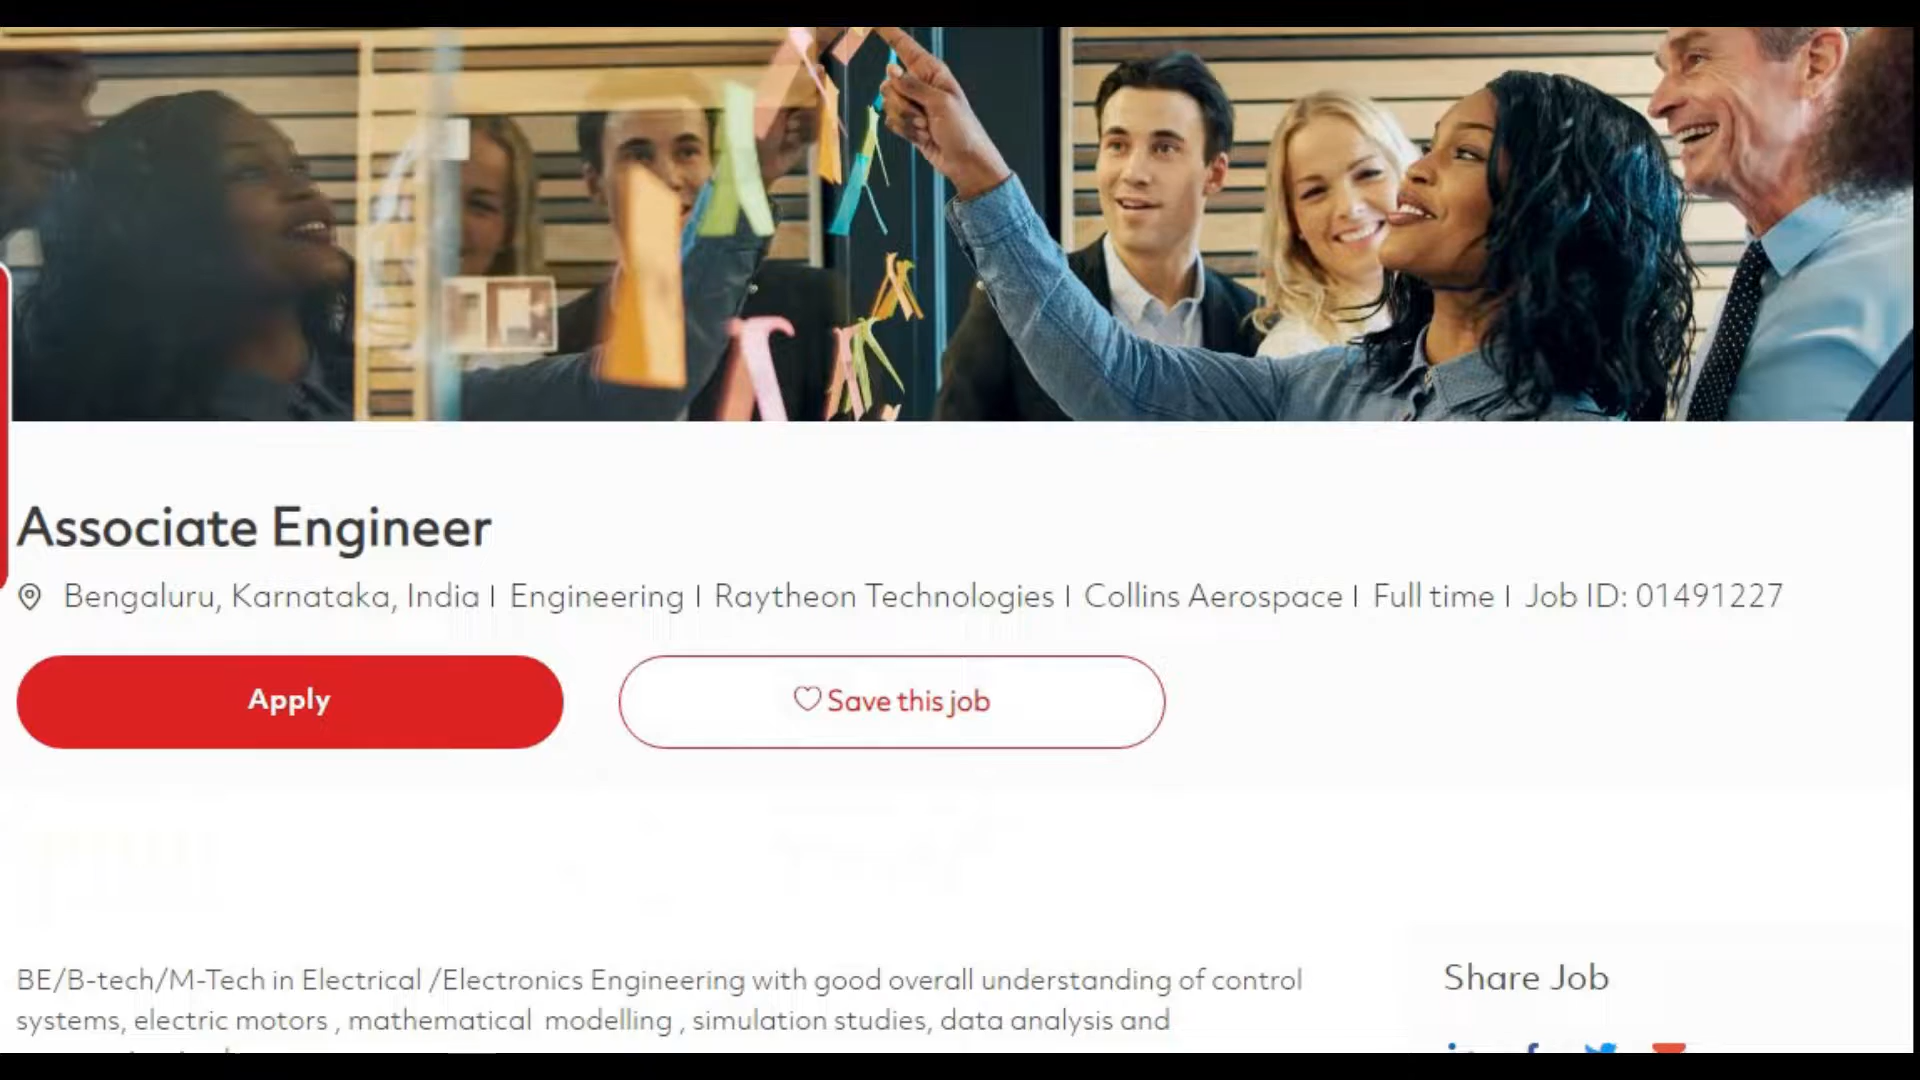 Associate Engineer
Bengaluru, Karnataka, India | Engineering | Raytheon Technologies | Collins Aerospace | Full time | Job ID: 01491227
Apply
Save this job
BE/B-tech/M-Tech in Electrical /Electronics Engineering with good overall understanding of control
systems, electric motors , mathematical modelling , simulation studies, data analysis and
Share Job